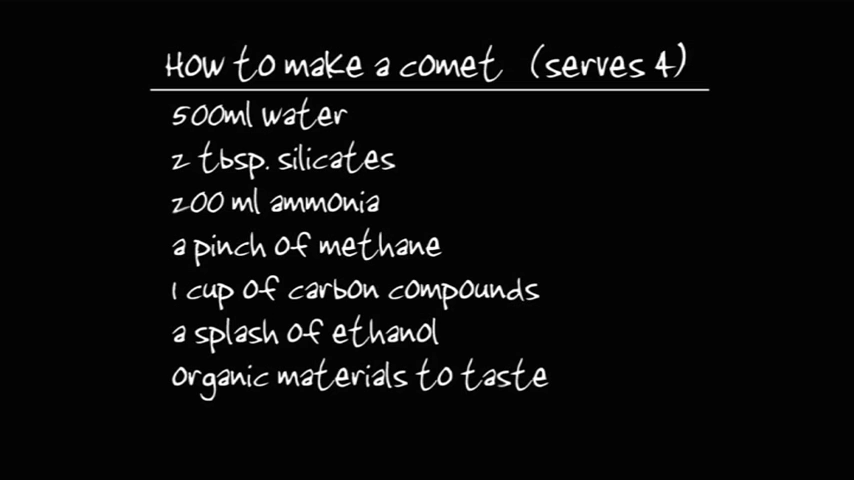 How to make a comet (serves 4)
500ml water
2 tbsp. silicates
200 ml ammonia
a pinch of methane
1 cup of carbon compounds
a splash of ethanol
organic materials to taste